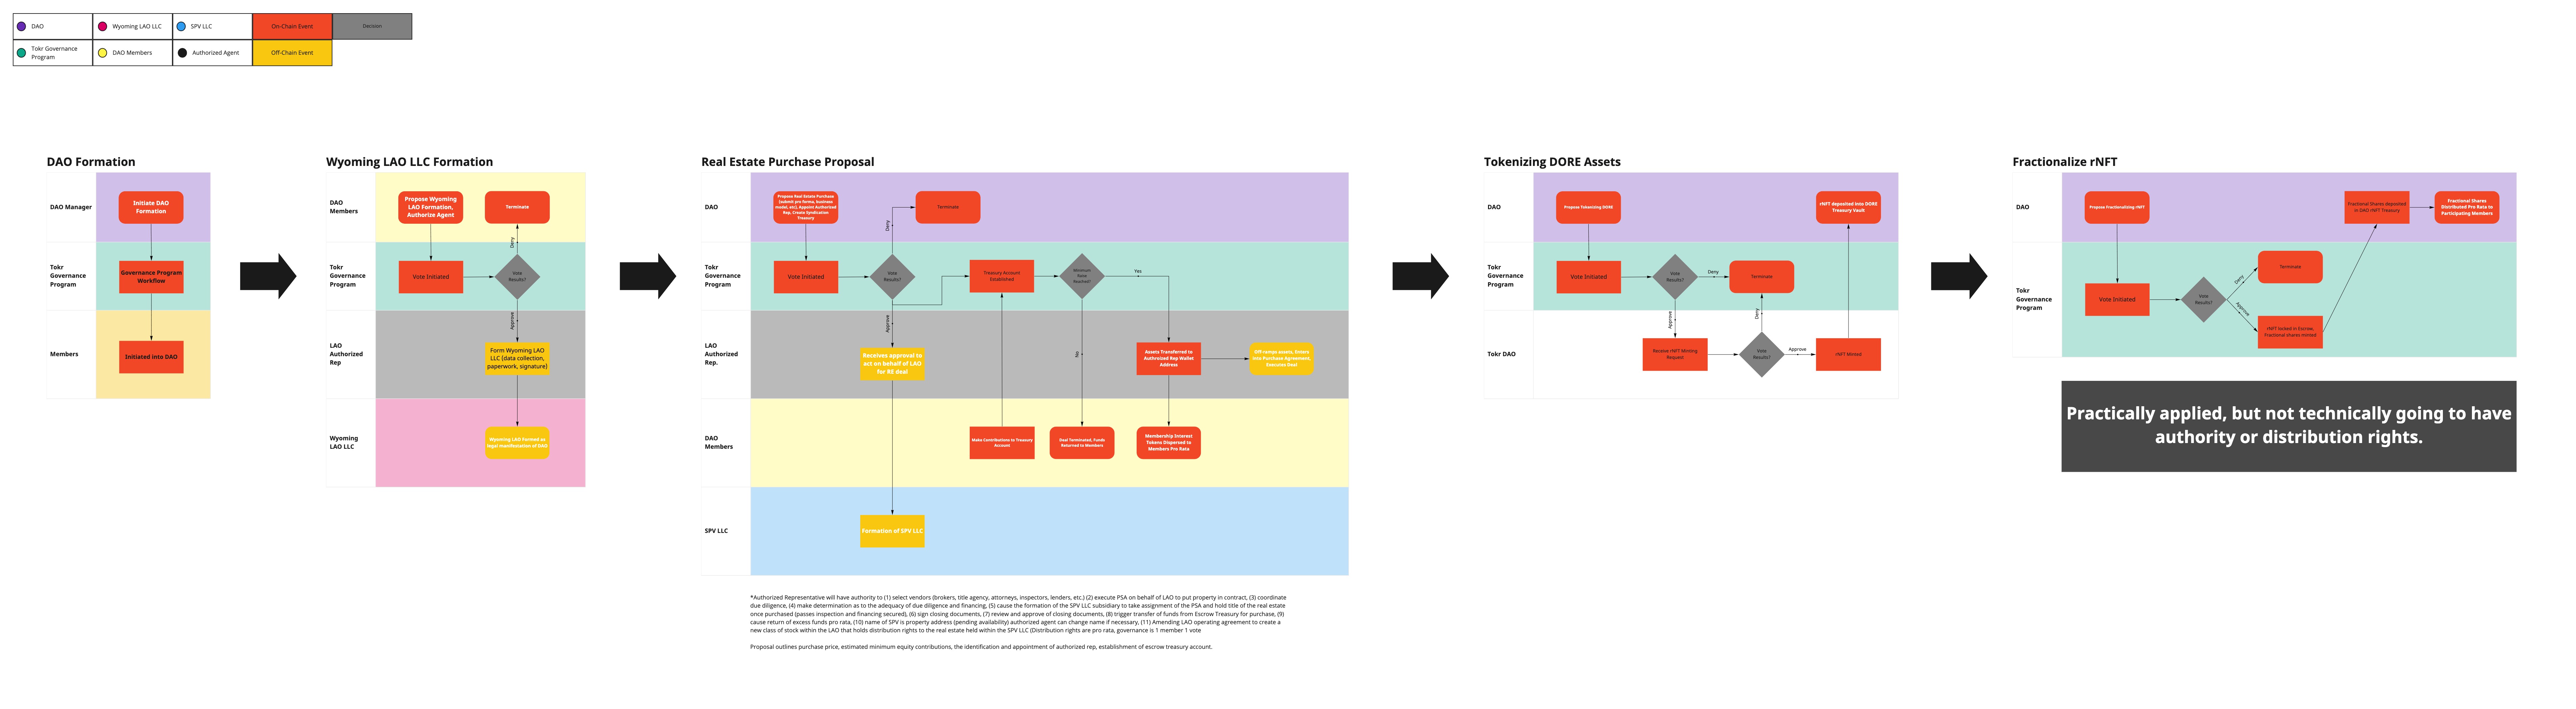 DAO
Wyoming LAO LLC
SPV LLC
On-Chain Event
Decision
Tokr Governance
Program
DAO Members
Authorized Agent
Off-Chain Event
DAO Formation
DAO Manager
Initiate DAO
Formation
Tokr
Governance
Program
Governance Program
Workflow
Members
Initiated into DAO
Wyoming LAO LLC Formation
DAO
Members
Propose Wyoming
LAO Formation,
Authorize Agent
Terminate
Deny
Tokr
Governance
Program
Vote Initiated
Vote
Results?
Approve
LAO
Authorized
Rep
Form Wyoming LAO
LLC (data collection,
paperwork, signature)
Wyoming
LAO LLC
Wyoming LAO Formed as
legal manifestation of DAO
Real Estate Purchase Proposal
DAO
Propose Real Estate Purchase
(submit pro forma, business
model, etc), Appoint Authorized
Rep, Create Syndication
Treasury
Terminate
Deny
Tokr
Governance
Program
Vote Initiated
Vote
Results?
Treasury Account
Established
Minimum
Raise
Reached?
Yes
Approve
No
LAO
Authorized
Rep.
Receives approval to
act on behalf of LAO
for RE deal
Assets Transferred to
Authorized Rep Wallet
Address
Off-ramps assets, Enters
into Purchase Agreement,
Executes Deal
DAO
Members
Make Contributions to Treasury
Account
Deal Terminated, Funds
Returned to Members
Membership Interest
Tokens Dispersed to
Members Pro Rata
SPV LLC
Formation of SPV LLC
*Authorized Representative will have authority to (1) select vendors (brokers, title agency, attorneys, inspectors, lenders, etc.) (2) execute PSA on behalf of LAO to put property in contract, (3) coordinate
due diligence, (4) make determination as to the adequacy of due diligence and financing, (5) cause the formation of the SPV LLC subsidiary to take assignment of the PSA and hold title of the real estate
once purchased (passes inspection and financing secured), (6) sign closing documents, (7) review and approve of closing documents, (8) trigger transfer of funds from Escrow Treasury for purchase, (9)
cause return of excess funds pro rata, (10) name of SPV is property address (pending availability) authorized agent can change name if necessary, (11) Amending LAO operating agreement to create a
new class of stock within the LAO that holds distribution rights to the real estate held within the SPV LLC (Distribution rights are pro rata, governance is 1 member 1 vote
Proposal outlines purchase price, estimated minimum equity contributions, the identification and appointment of authorized rep, establishment of escrow treasury account.
Tokenizing DORE Assets
DAO
Propose Tokenizing DORE
rNFT deposited into DORE
Treasury Vault
Tokr
Governance
Program
Vote Initiated
Vote
Results?
Deny
Terminate
Approve
Deny
Tokr DAO
Receive rNFT Minting
Request
Vote
Results?
Approve
rNFT Minted
Fractionalize rNFT
DAO
Propose Fractionalizing rNFT
Fractional Shares deposited
in DAO rNFT Treasury
Fractional Shares
Distributed Pro Rata to
Participating Members
Tokr
Governance
Program
Vote Initiated
Vote
Results?
Deny
Terminate
Approve
rNFT locked in Escrow,
Fractional shares minted
Practically applied, but not technically going to have
authority or distribution rights.